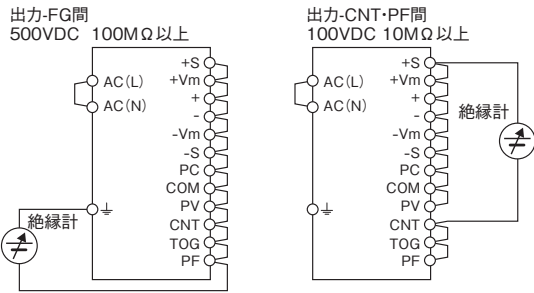 出力-FG間
500VDC 100MΩ以上
AC(L)
AC(N)
+S
+Vm
+
-
-Vm
-S
PC
COM
PV
CNT
TOG
PF
絶縁計
出力-CNT・PF間
100VDC 10MΩ以上
AC(L)
AC(N)
+S
+Vm
+
-
-Vm
-S
PC
COM
PV
CNT
TOG
PF
絶縁計